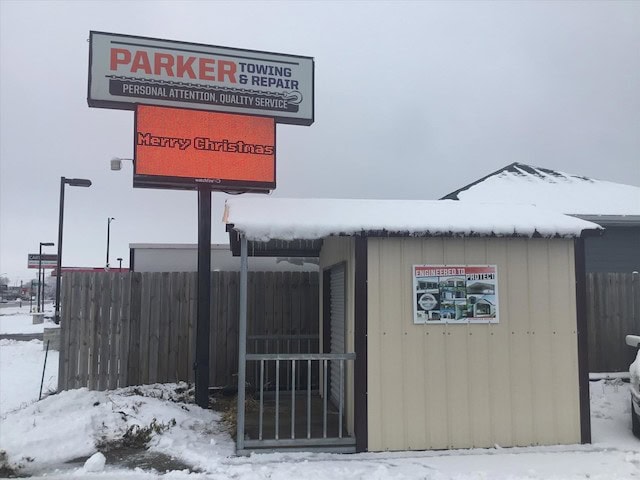 PARKER TOWING
& REPAIR
PERSONAL ATTENTION, QUALITY SERVICE
Merry Christmas
ENGINEERED TO PROTECT